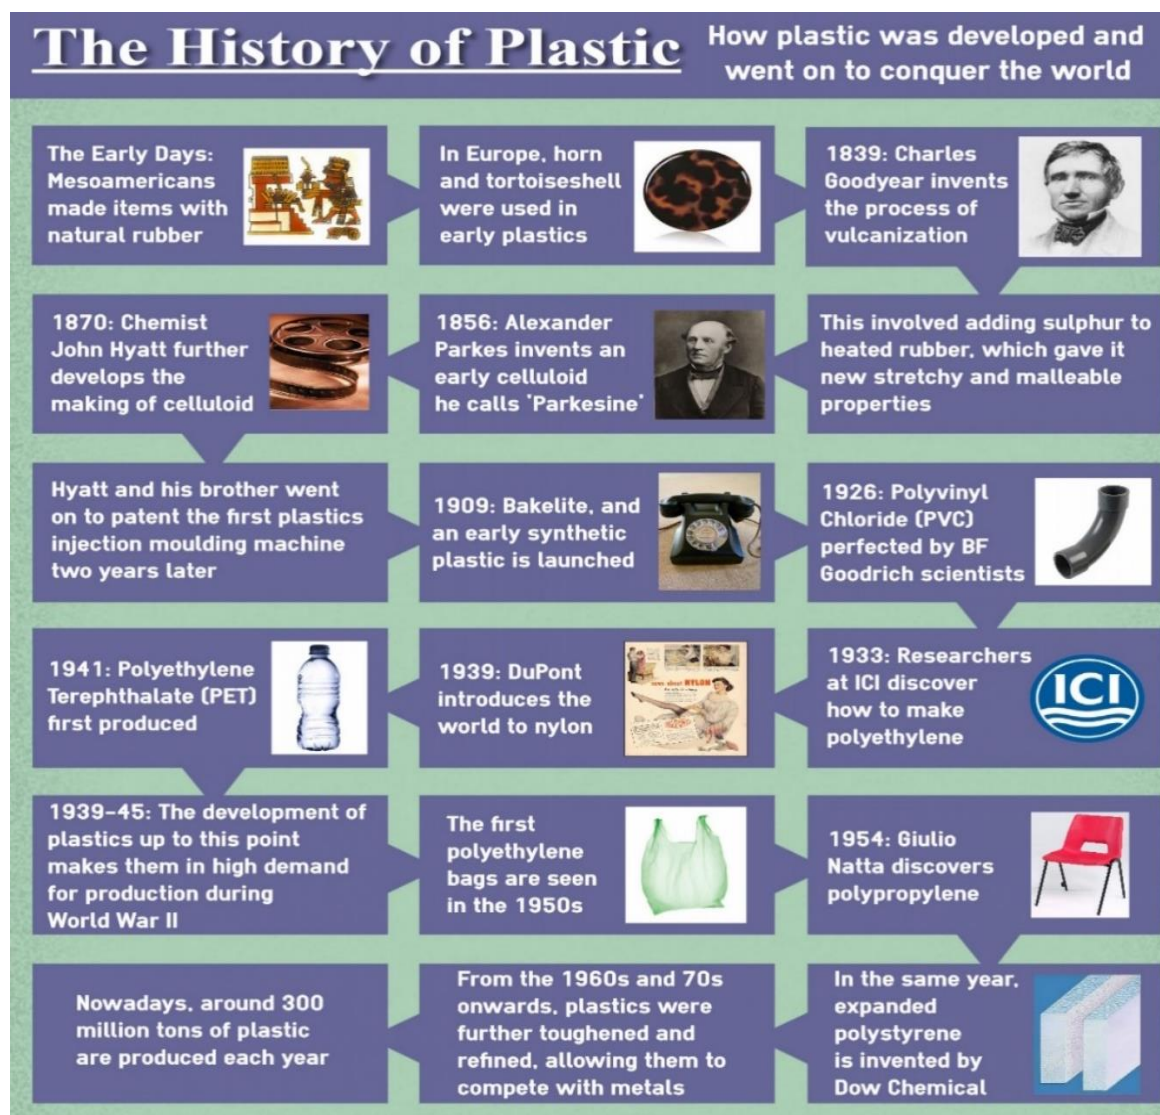 The History of Plastic
How plastic was developed and
went on to conquer the world
The Early Days:
Mesoamericans
made items with
natural rubber
In Europe, horn
and tortoiseshell
were used in
early plastics
1839: Charles
Goodyear invents
the process of
vulcanization
This involved adding sulphur to
heated rubber, which gave it
new stretchy and malleable
properties
1856: Alexander
Parkes invents an
early celluloid
he calls 'Parkesine'
1870: Chemist
John Hyatt further
develops the
making of celluloid
Hyatt and his brother went
on to patent the first plastics
injection moulding machine
two years later
1909: Bakelite, and
an early synthetic
plastic is launched
1926: Polyvinyl
Chloride (PVC)
perfected by BF
Goodrich scientists
1933: Researchers
at ICI discover
how to make
polyethylene
ICI
1939: DuPont
introduces the
world to nylon
NYLON
1941: Polyethylene
Terephthalate (PET)
first produced
1939-45: The development of
plastics up to this point
makes them in high demand
for production during
World War II
The first
polyethylene
bags are seen
in the 1950s
1954: Giulio
Natta discovers
polypropylene
In the same year,
expanded
polystyrene
is invented by
Dow Chemical
From the 1960s and 70s
onwards, plastics were
further toughened and
refined, allowing them to
compete with metals
Nowadays, around 300
million tons of plastic
are produced each year